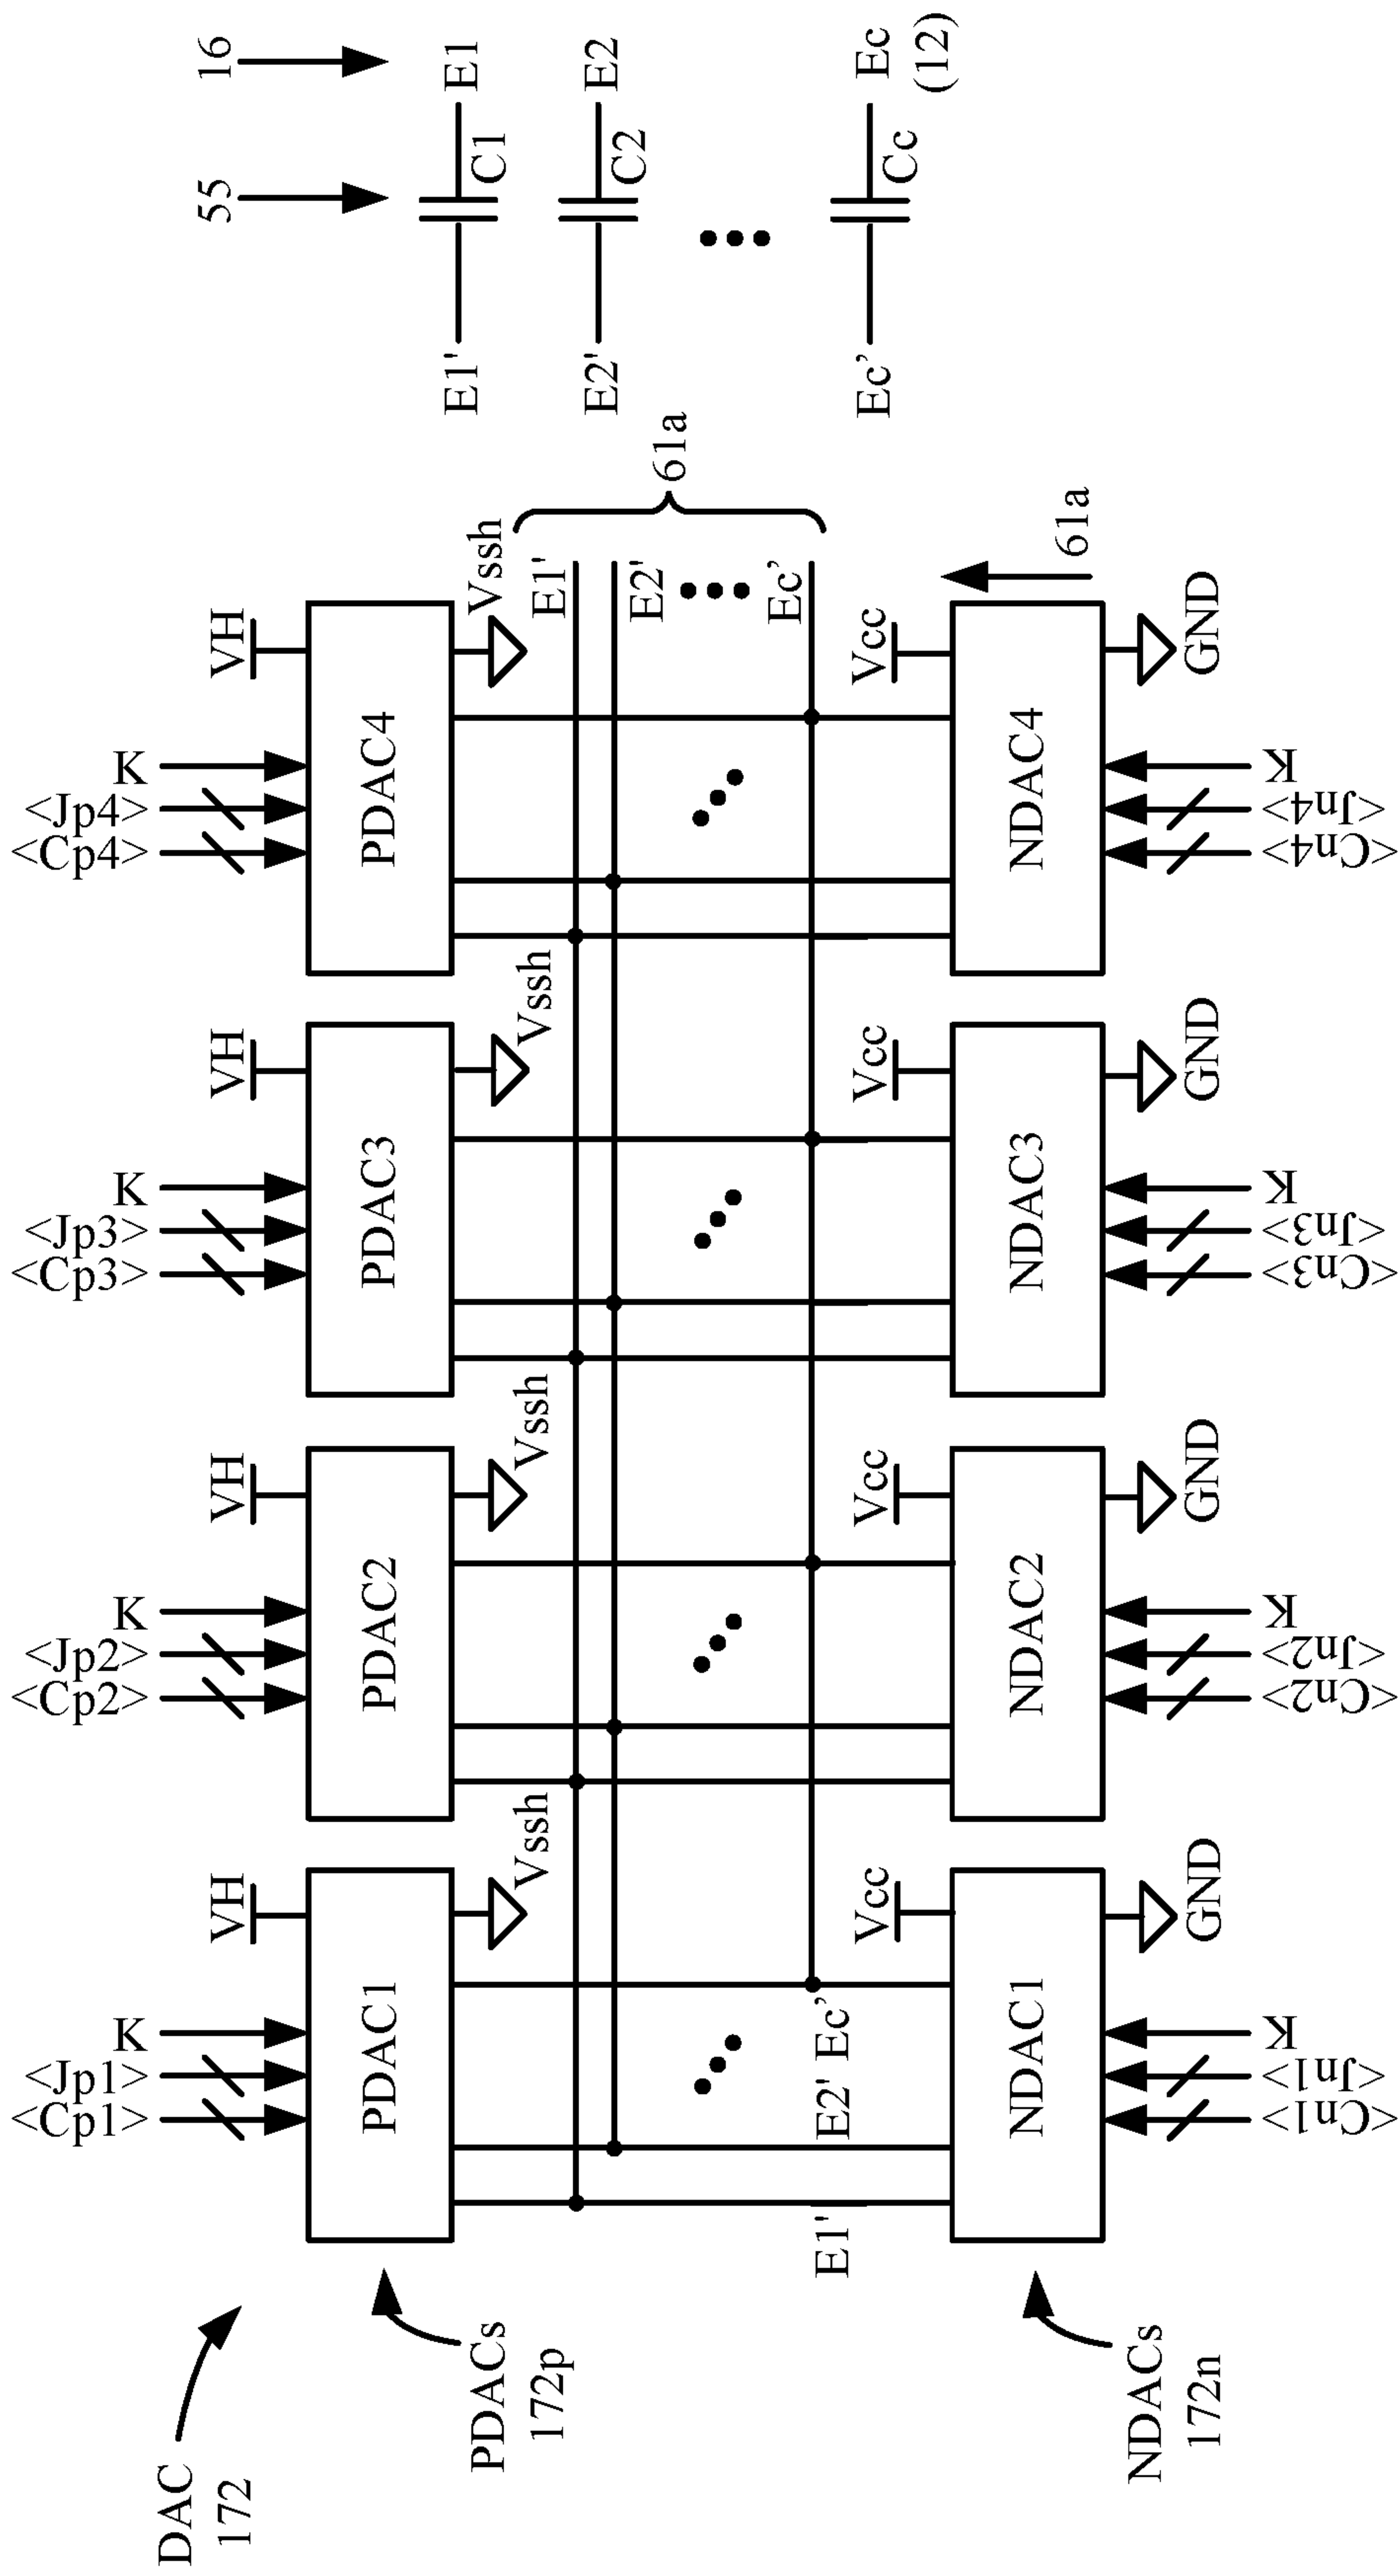 DAC
172
PDACs
172p
NDACs
172n
<Cp1>
<Jp1>
K
VH
<Cp2>
<Jp2>
K
VH
<Cp3>
<Jp3>
K
VH
<Cp4>
<Jp4>
K
VH
PDAC1
PDAC2
PDAC3
PDAC4
Vssh
Vssh
Vssh
Vssh
E1'
E2'
Ec’
61a
E1'
E2'
Ec’
Vcc
Vcc
Vcc
Vcc
NDAC1
NDAC2
NDAC3
NDAC4
61a
<Cn1>
<Jn1>
K
GND
<Cn2>
<Jn2>
K
GND
<Cn3>
<Jn3>
K
GND
<Cn4>
<Jn4>
K
GND
55
16
E1'
C1
E1
E2'
C2
E2
Ec’
Cc
Ec
(12)